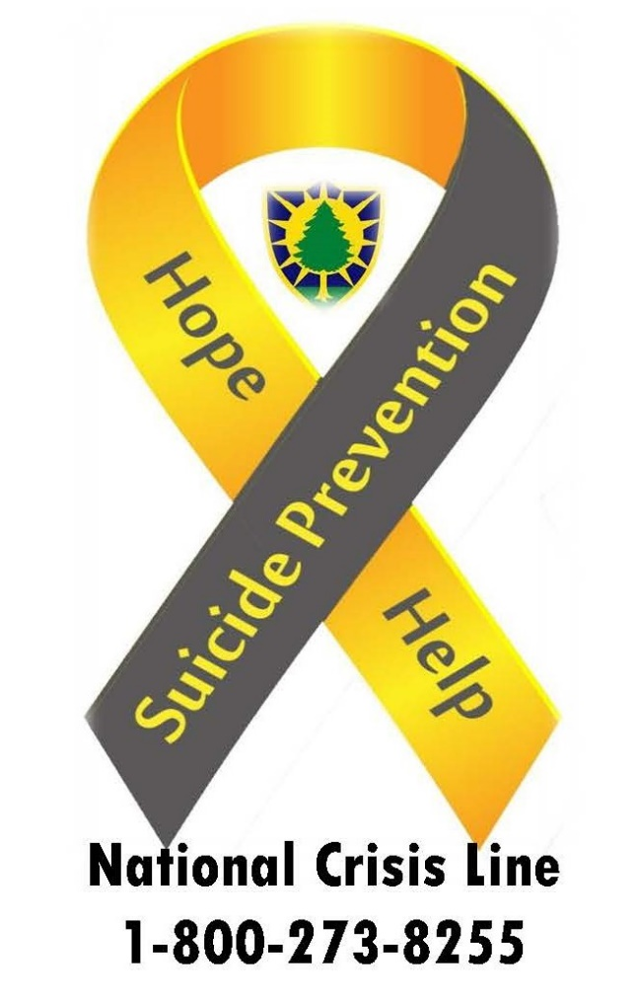 Hope
Suicide Prevention
Help
National Crisis Line
1-800-273-8255